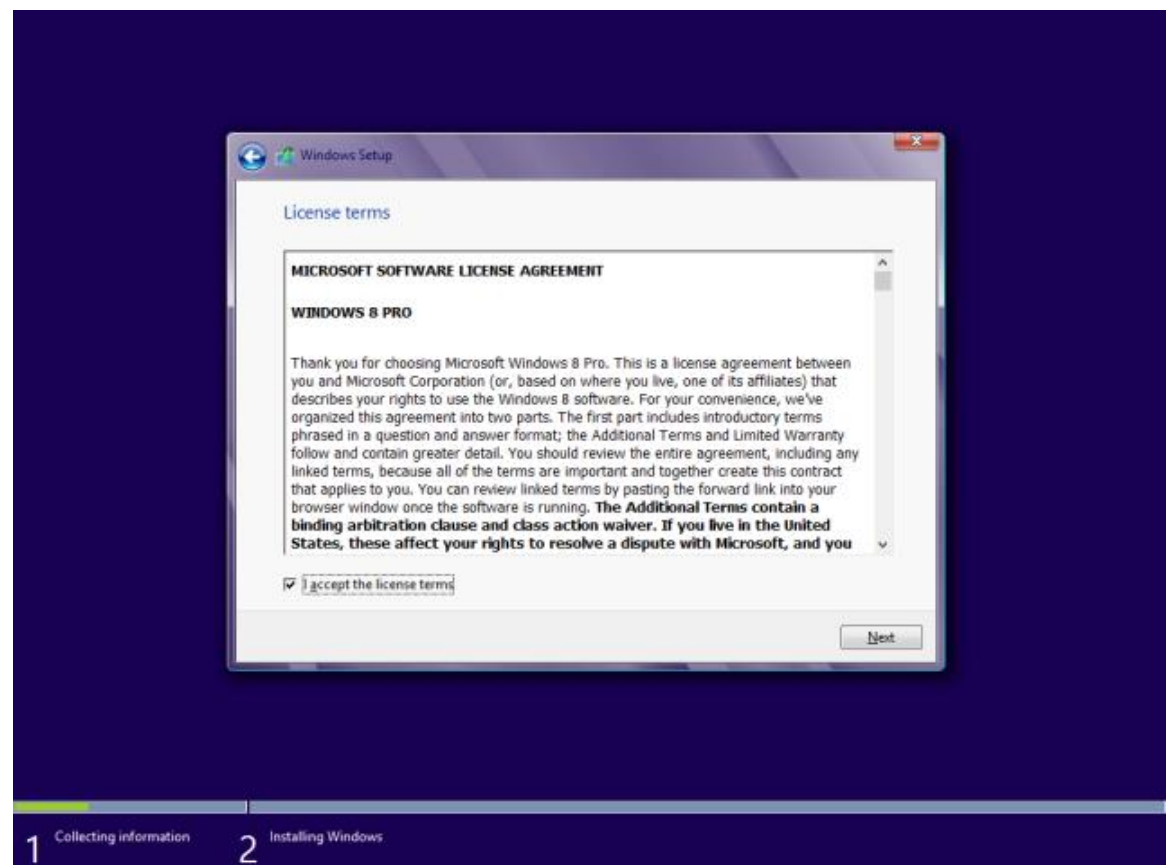 Windows Setup
License terms
MICROSOFT SOFTWARE LICENSE AGREEMENT
WINDOWS 8 PRO
Thank you for choosing Microsoft Windows 8 Pro. This is a license agreement between
you and Microsoft Corporation (or, based on where you live, one of its affiliates) that
describes your rights to use the Windows 8 software. For your convenience, we've
organized this agreement into two parts. The first part includes introductory terms
phrased in a question and answer format; the Additional Terms and Limited Warranty
follow and contain greater detail. You should review the entire agreement, including any
linked terms, because all of the terms are important and together create this contract
that applies to you. You can review linked terms by pasting the forward link into your
browser window once the software is running. The Additional Terms contain a
binding arbitration clause and class action waiver. If you live in the United
States, these affect your rights to resolve a dispute with Microsoft, and you
I accept the license terms
Next
1 Collecting information
2 Installing Windows